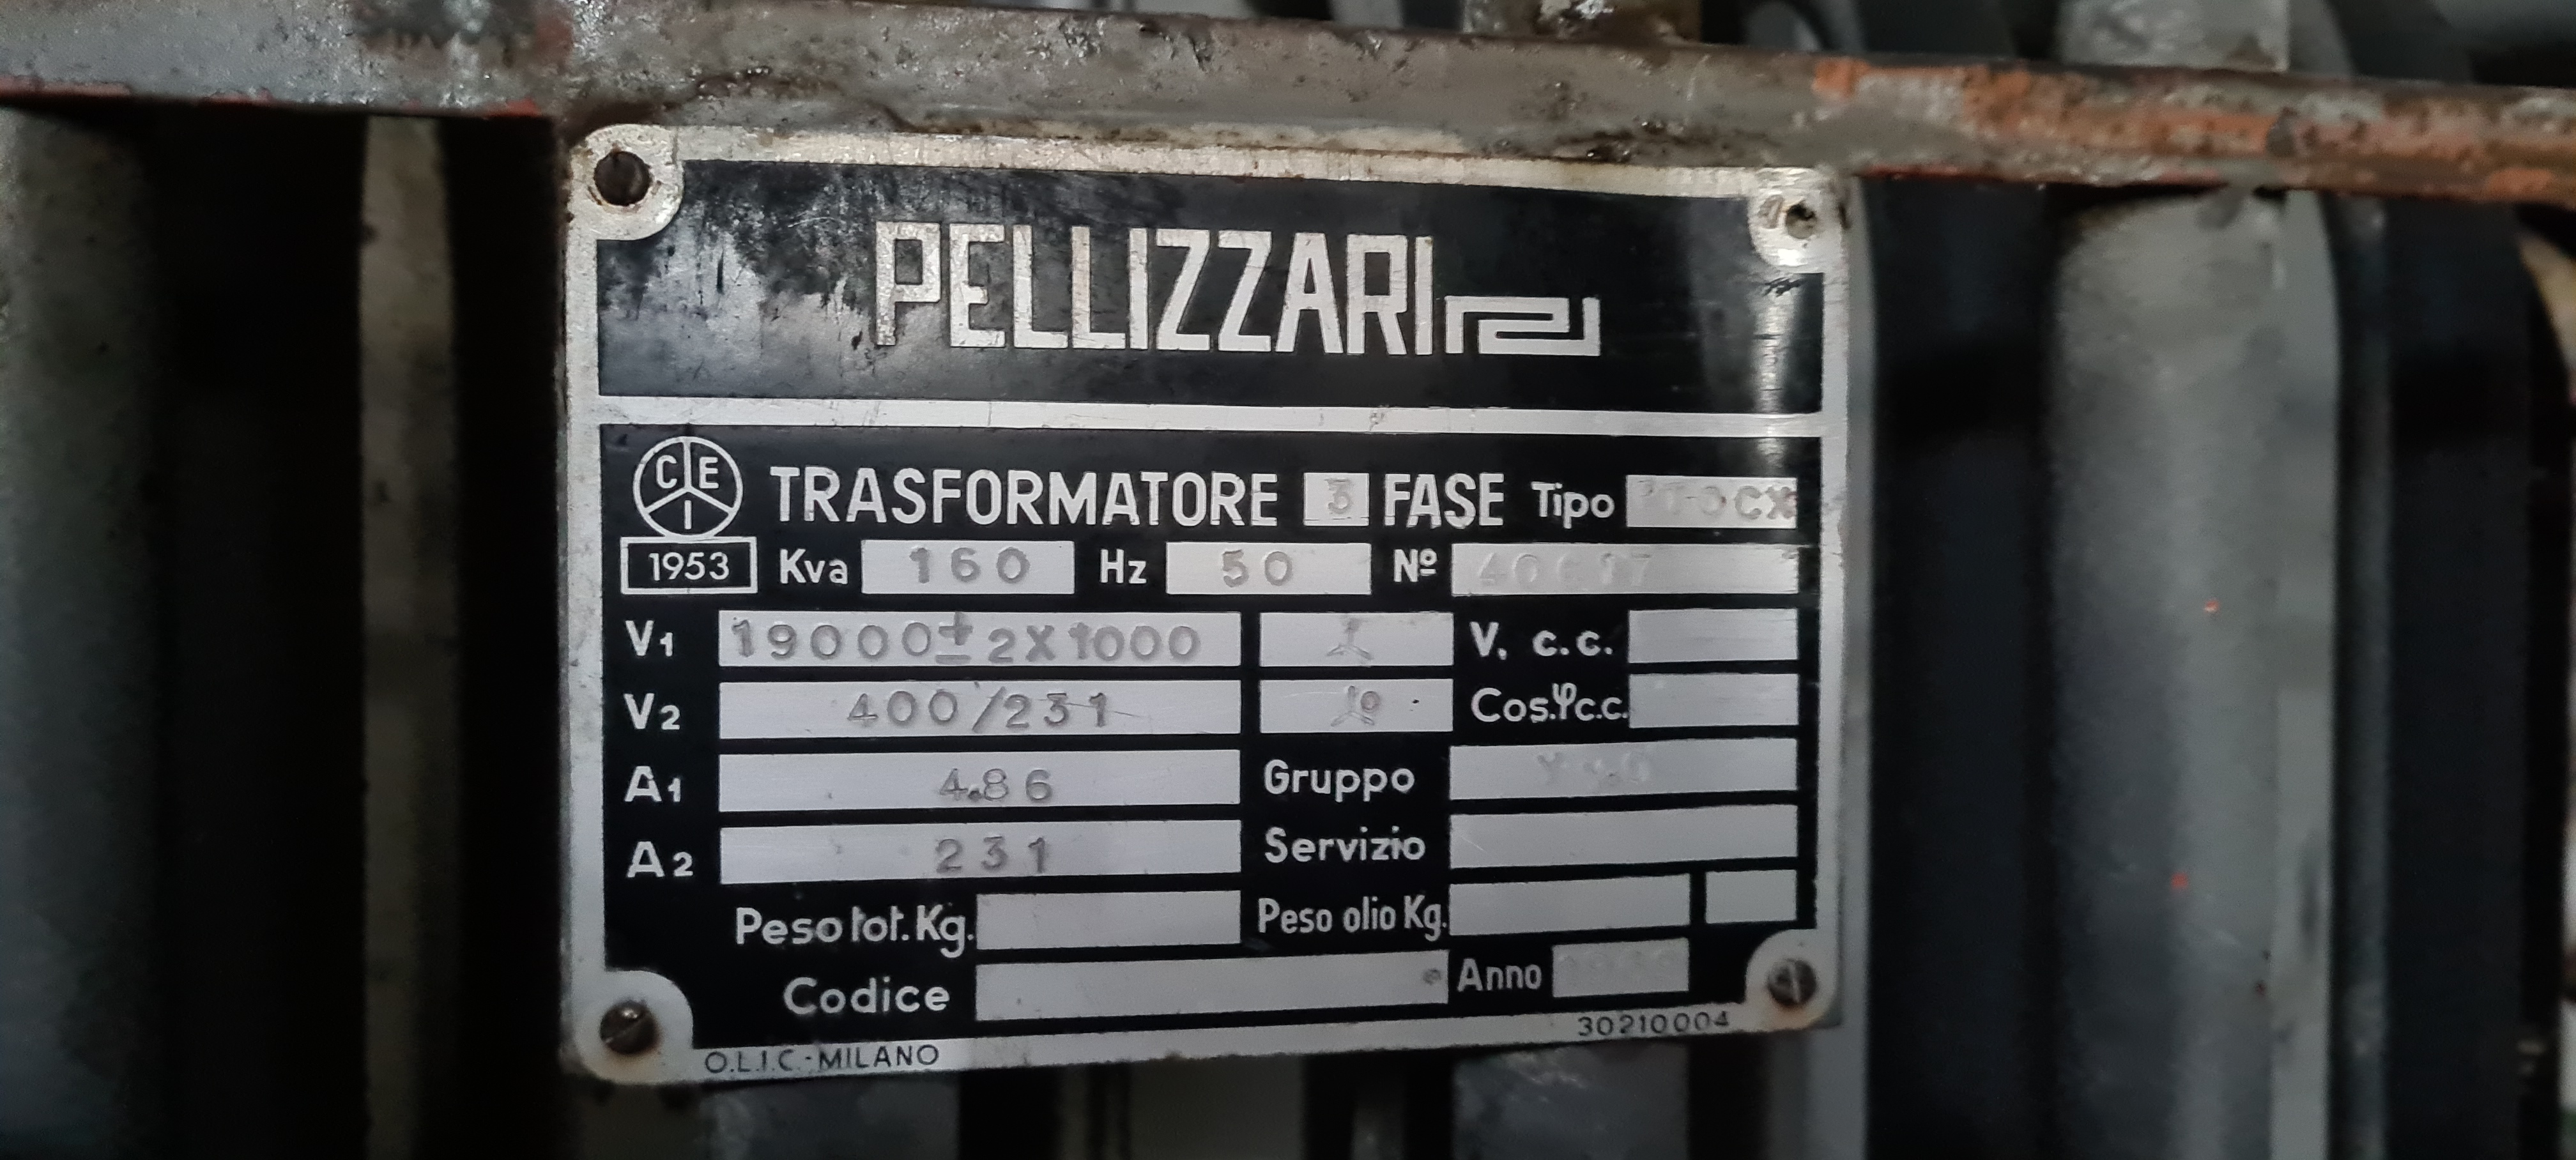 PELLIZZARI
CEI TRASFORMATORE 3 FASE Tipo
1953 Kva 160 Hz 50 Nº
V1 19000±2X1000 V. c.c.
V2 400/231 Cos.φc.c.
A1 4.86 Gruppo
A2 231 Servizio
Peso tot. Kg. Peso olio Kg.
Codice Anno
30210004
O.L.I.C.-MILANO